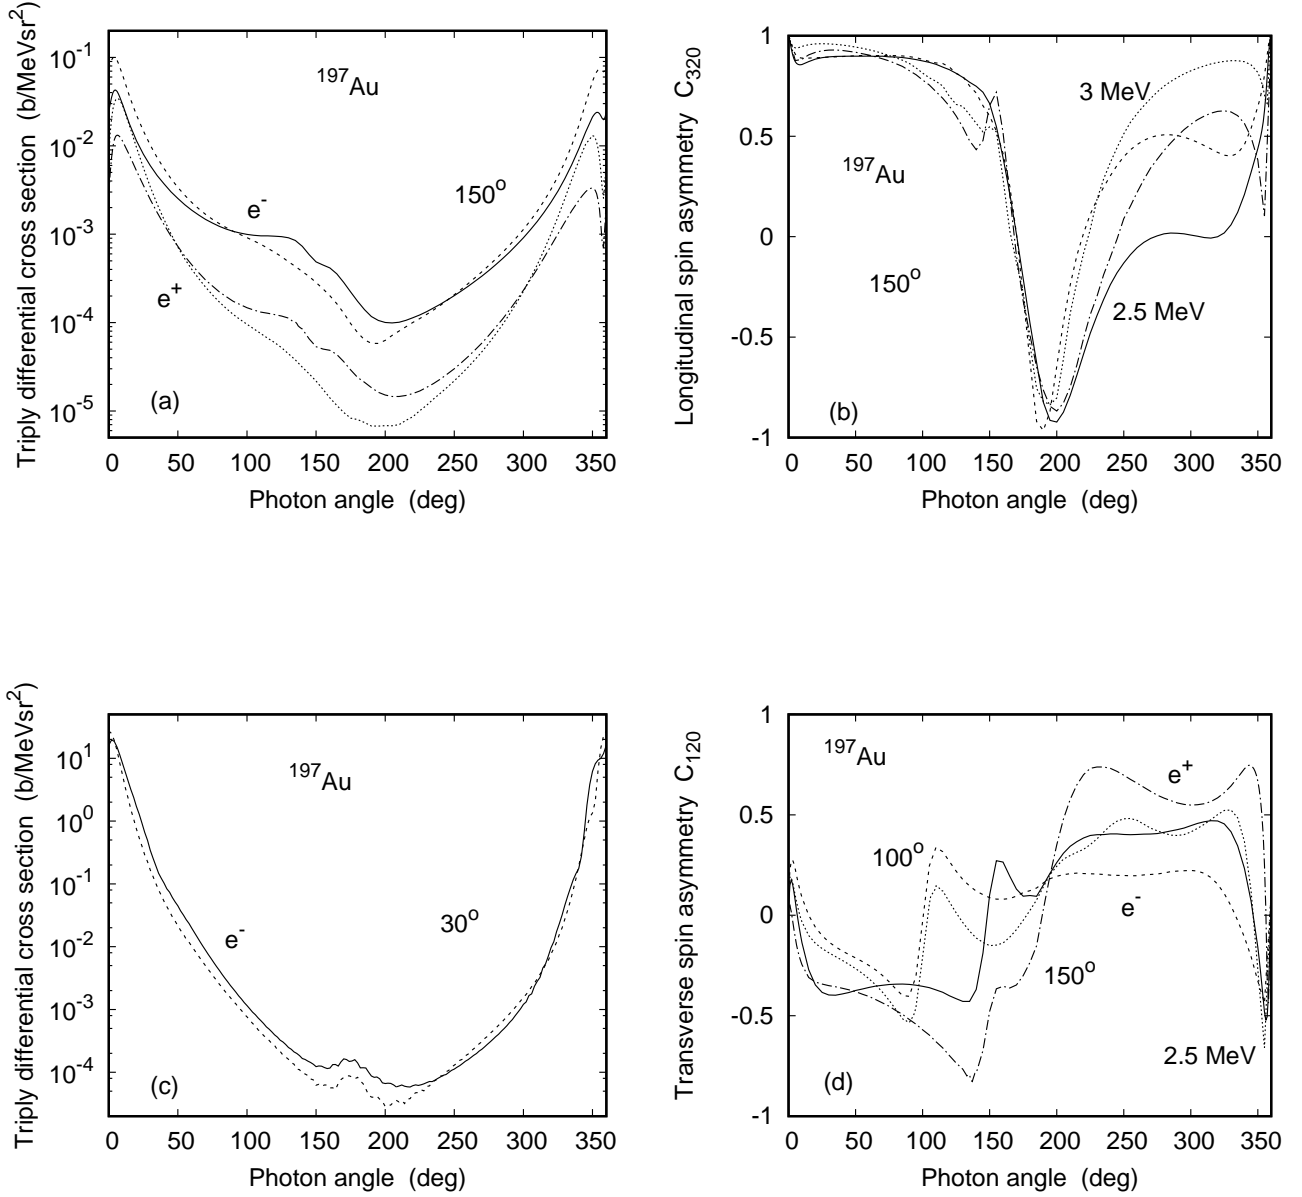 Triply differential cross section (b/MeVsr²)
10⁻¹
10⁻²
10⁻³
10⁻⁴
10⁻⁵
¹⁹⁷Au
150°
e⁻
e⁺
(a)
0 50 100 150 200 250 300 350
Photon angle (deg)
Longitudinal spin asymmetry C₃₂₀
1
0.5
0
-0.5
-1
3 MeV
¹⁹⁷Au
150°
2.5 MeV
(b)
0 50 100 150 200 250 300 350
Photon angle (deg)
Triply differential cross section (b/MeVsr²)
10¹
10⁰
10⁻¹
10⁻²
10⁻³
10⁻⁴
¹⁹⁷Au
30°
e⁻
(c)
0 50 100 150 200 250 300 350
Photon angle (deg)
Transverse spin asymmetry C₁₂₀
1
0.5
0
-0.5
-1
¹⁹⁷Au
e⁺
100°
e⁻
150°
2.5 MeV
(d)
0 50 100 150 200 250 300 350
Photon angle (deg)